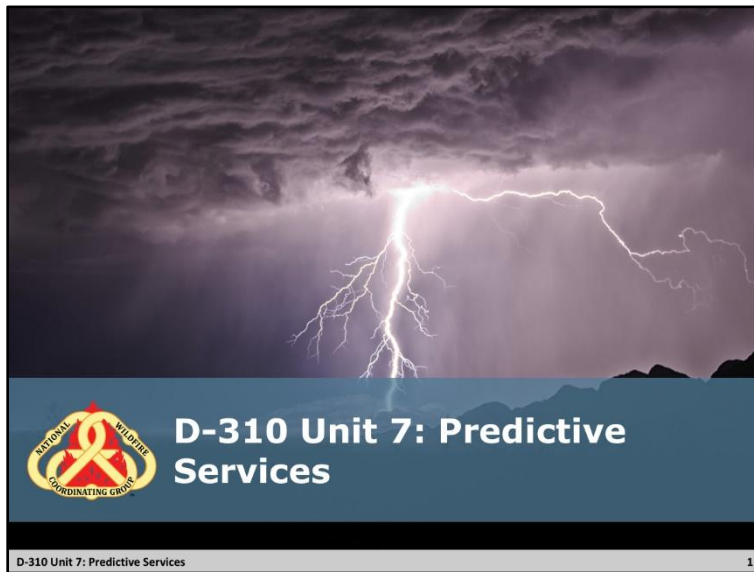 D-310 Unit 7: Predictive
Services
NATIONAL WILDFIRE
COORDINATING GROUP
D-310 Unit 7: Predictive Services 1